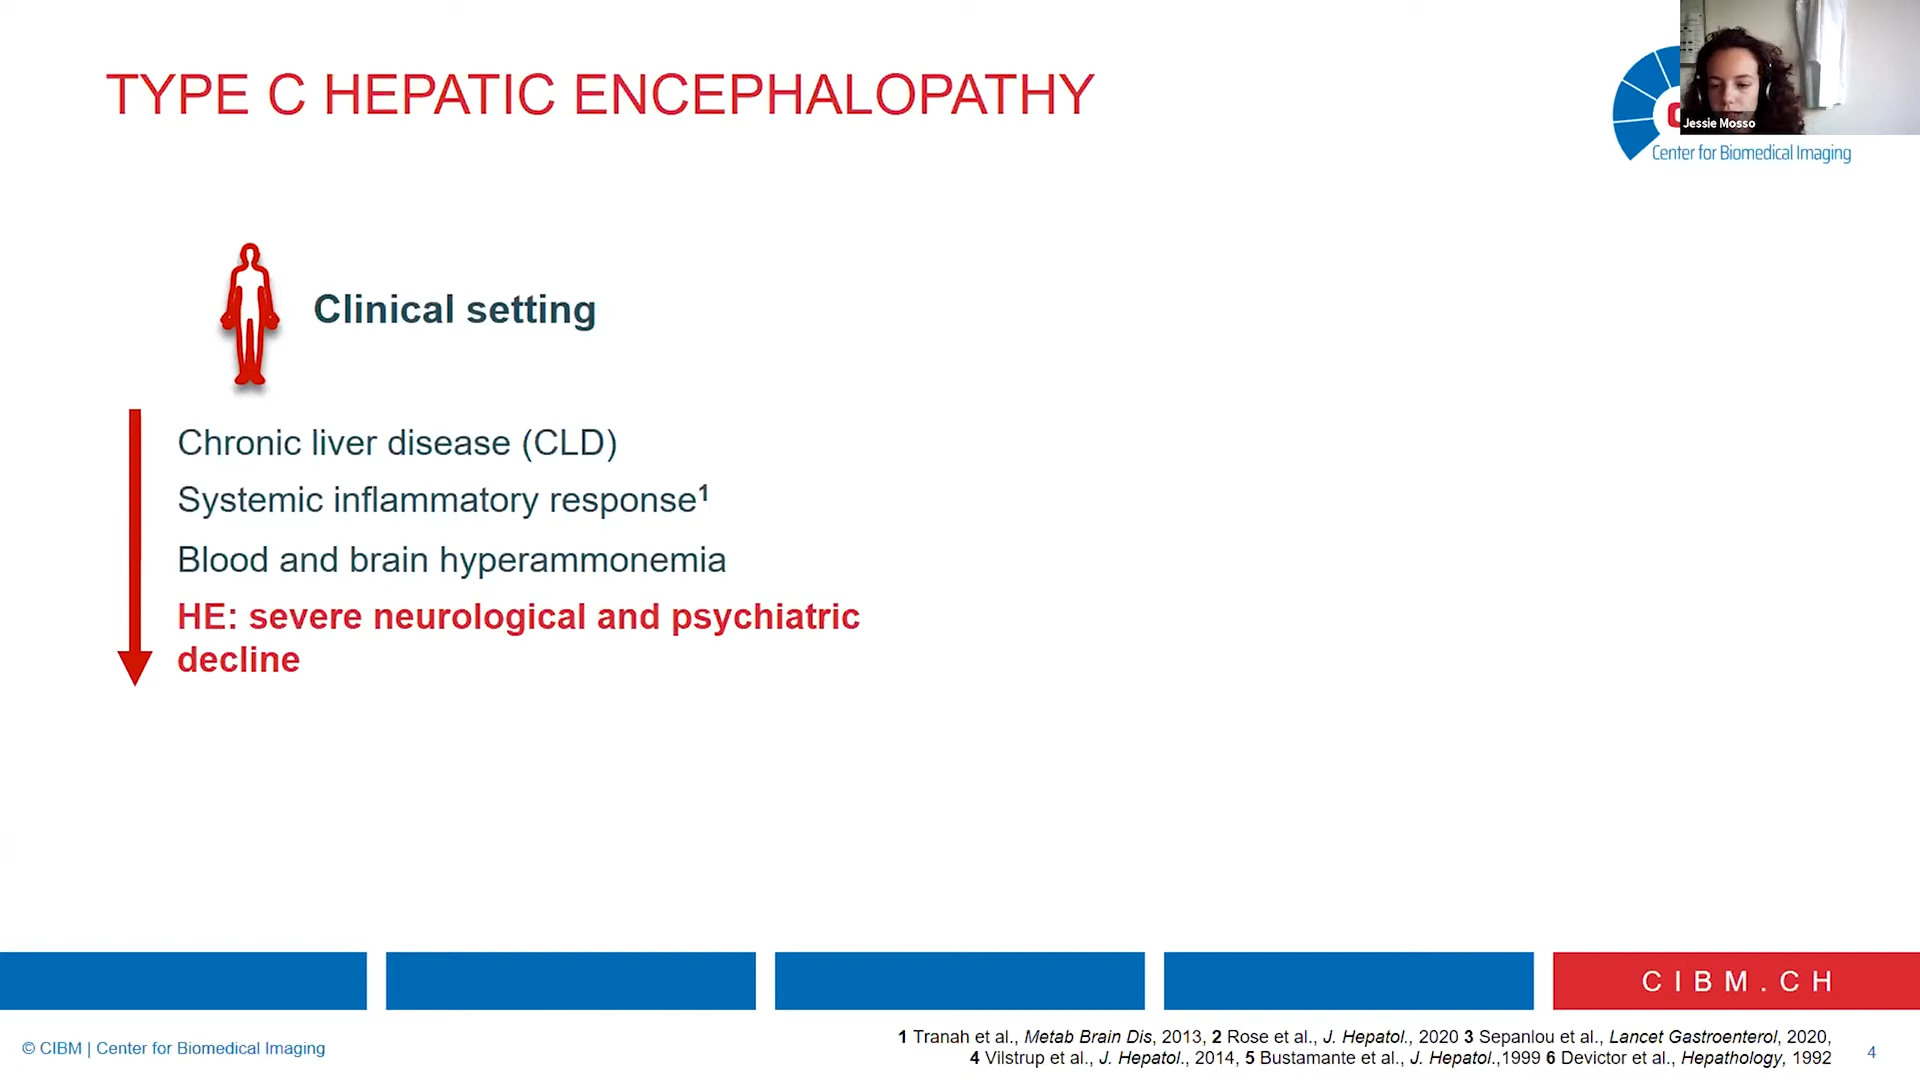 TYPE C HEPATIC ENCEPHALOPATHY
Jessie Mosso
Center for Biomedical Imaging
Clinical setting
Chronic liver disease (CLD)
Systemic inflammatory response¹
Blood and brain hyperammonemia
HE: severe neurological and psychiatric
decline
CIBM.CH
© CIBM | Center for Biomedical Imaging
1 Tranah et al., Metab Brain Dis, 2013, 2 Rose et al., J. Hepatol., 2020 3 Sepanlou et al., Lancet Gastroenterol, 2020,
4 Vilstrup et al., J. Hepatol., 2014, 5 Bustamante et al., J. Hepatol.,1999 6 Devictor et al., Hepathology, 1992
4